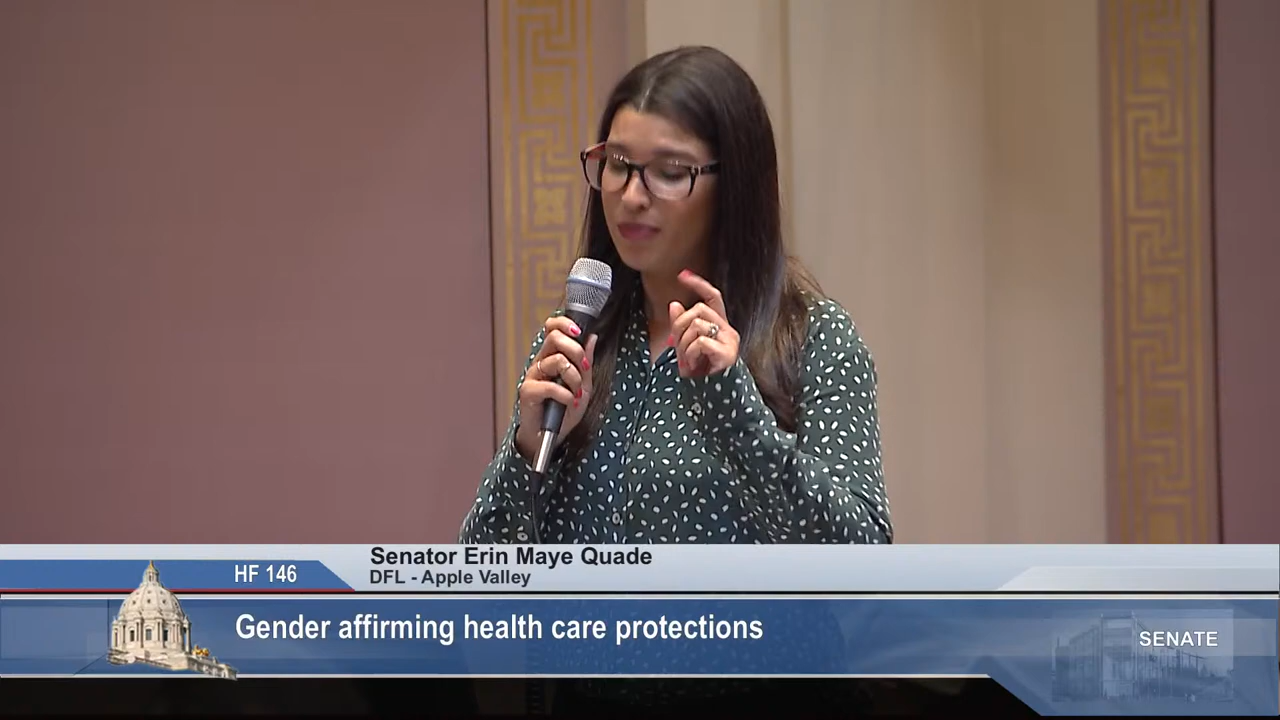 Senator Erin Maye Quade
HF 146
DFL - Apple Valley
Gender affirming health care protections
SENATE